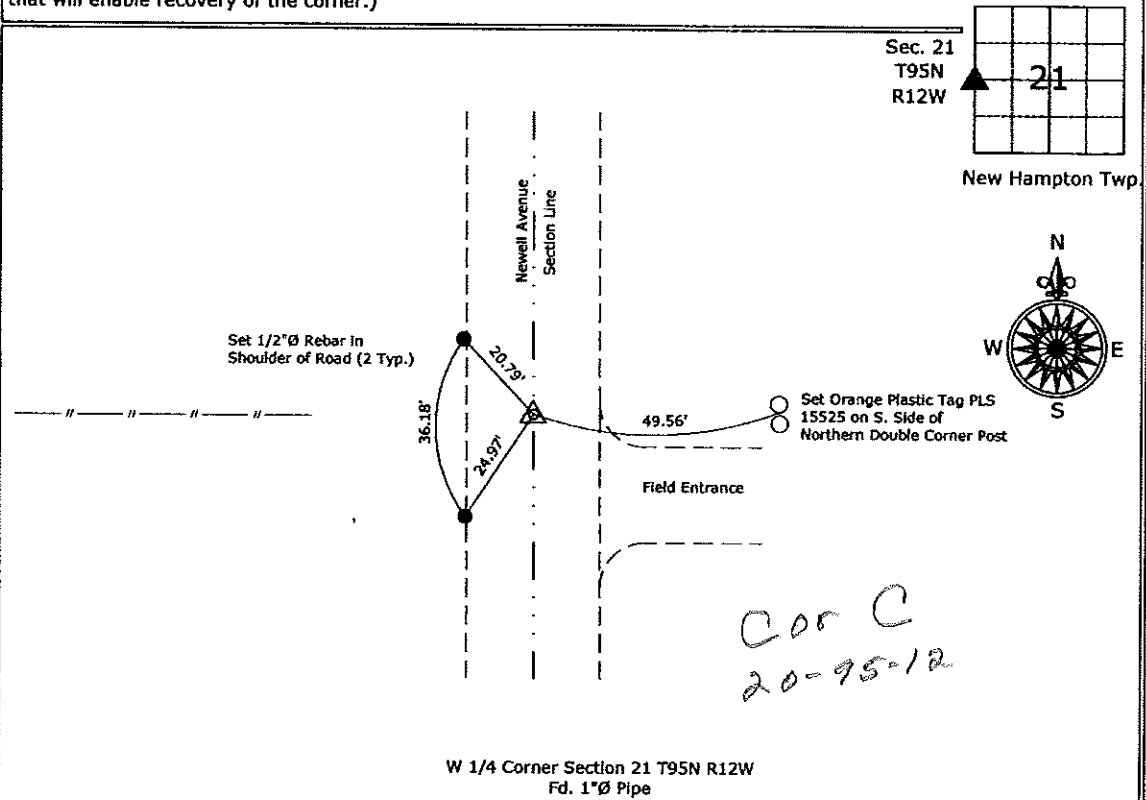 that will enable recovery of the corner.)
Sec. 21
T95N
R12W
21
New Hampton Twp.
Newell Avenue
Section Line
N
W
E
S
Set 1/2"Ø Rebar in
Shoulder of Road (2 Typ.)
20.79'
36.18'
24.97'
49.56'
Set Orange Plastic Tag PLS
15525 on S. Side of
Northern Double Corner Post
Field Entrance
Cor C
20-95-12
W 1/4 Corner Section 21 T95N R12W
Fd. 1"Ø Pipe